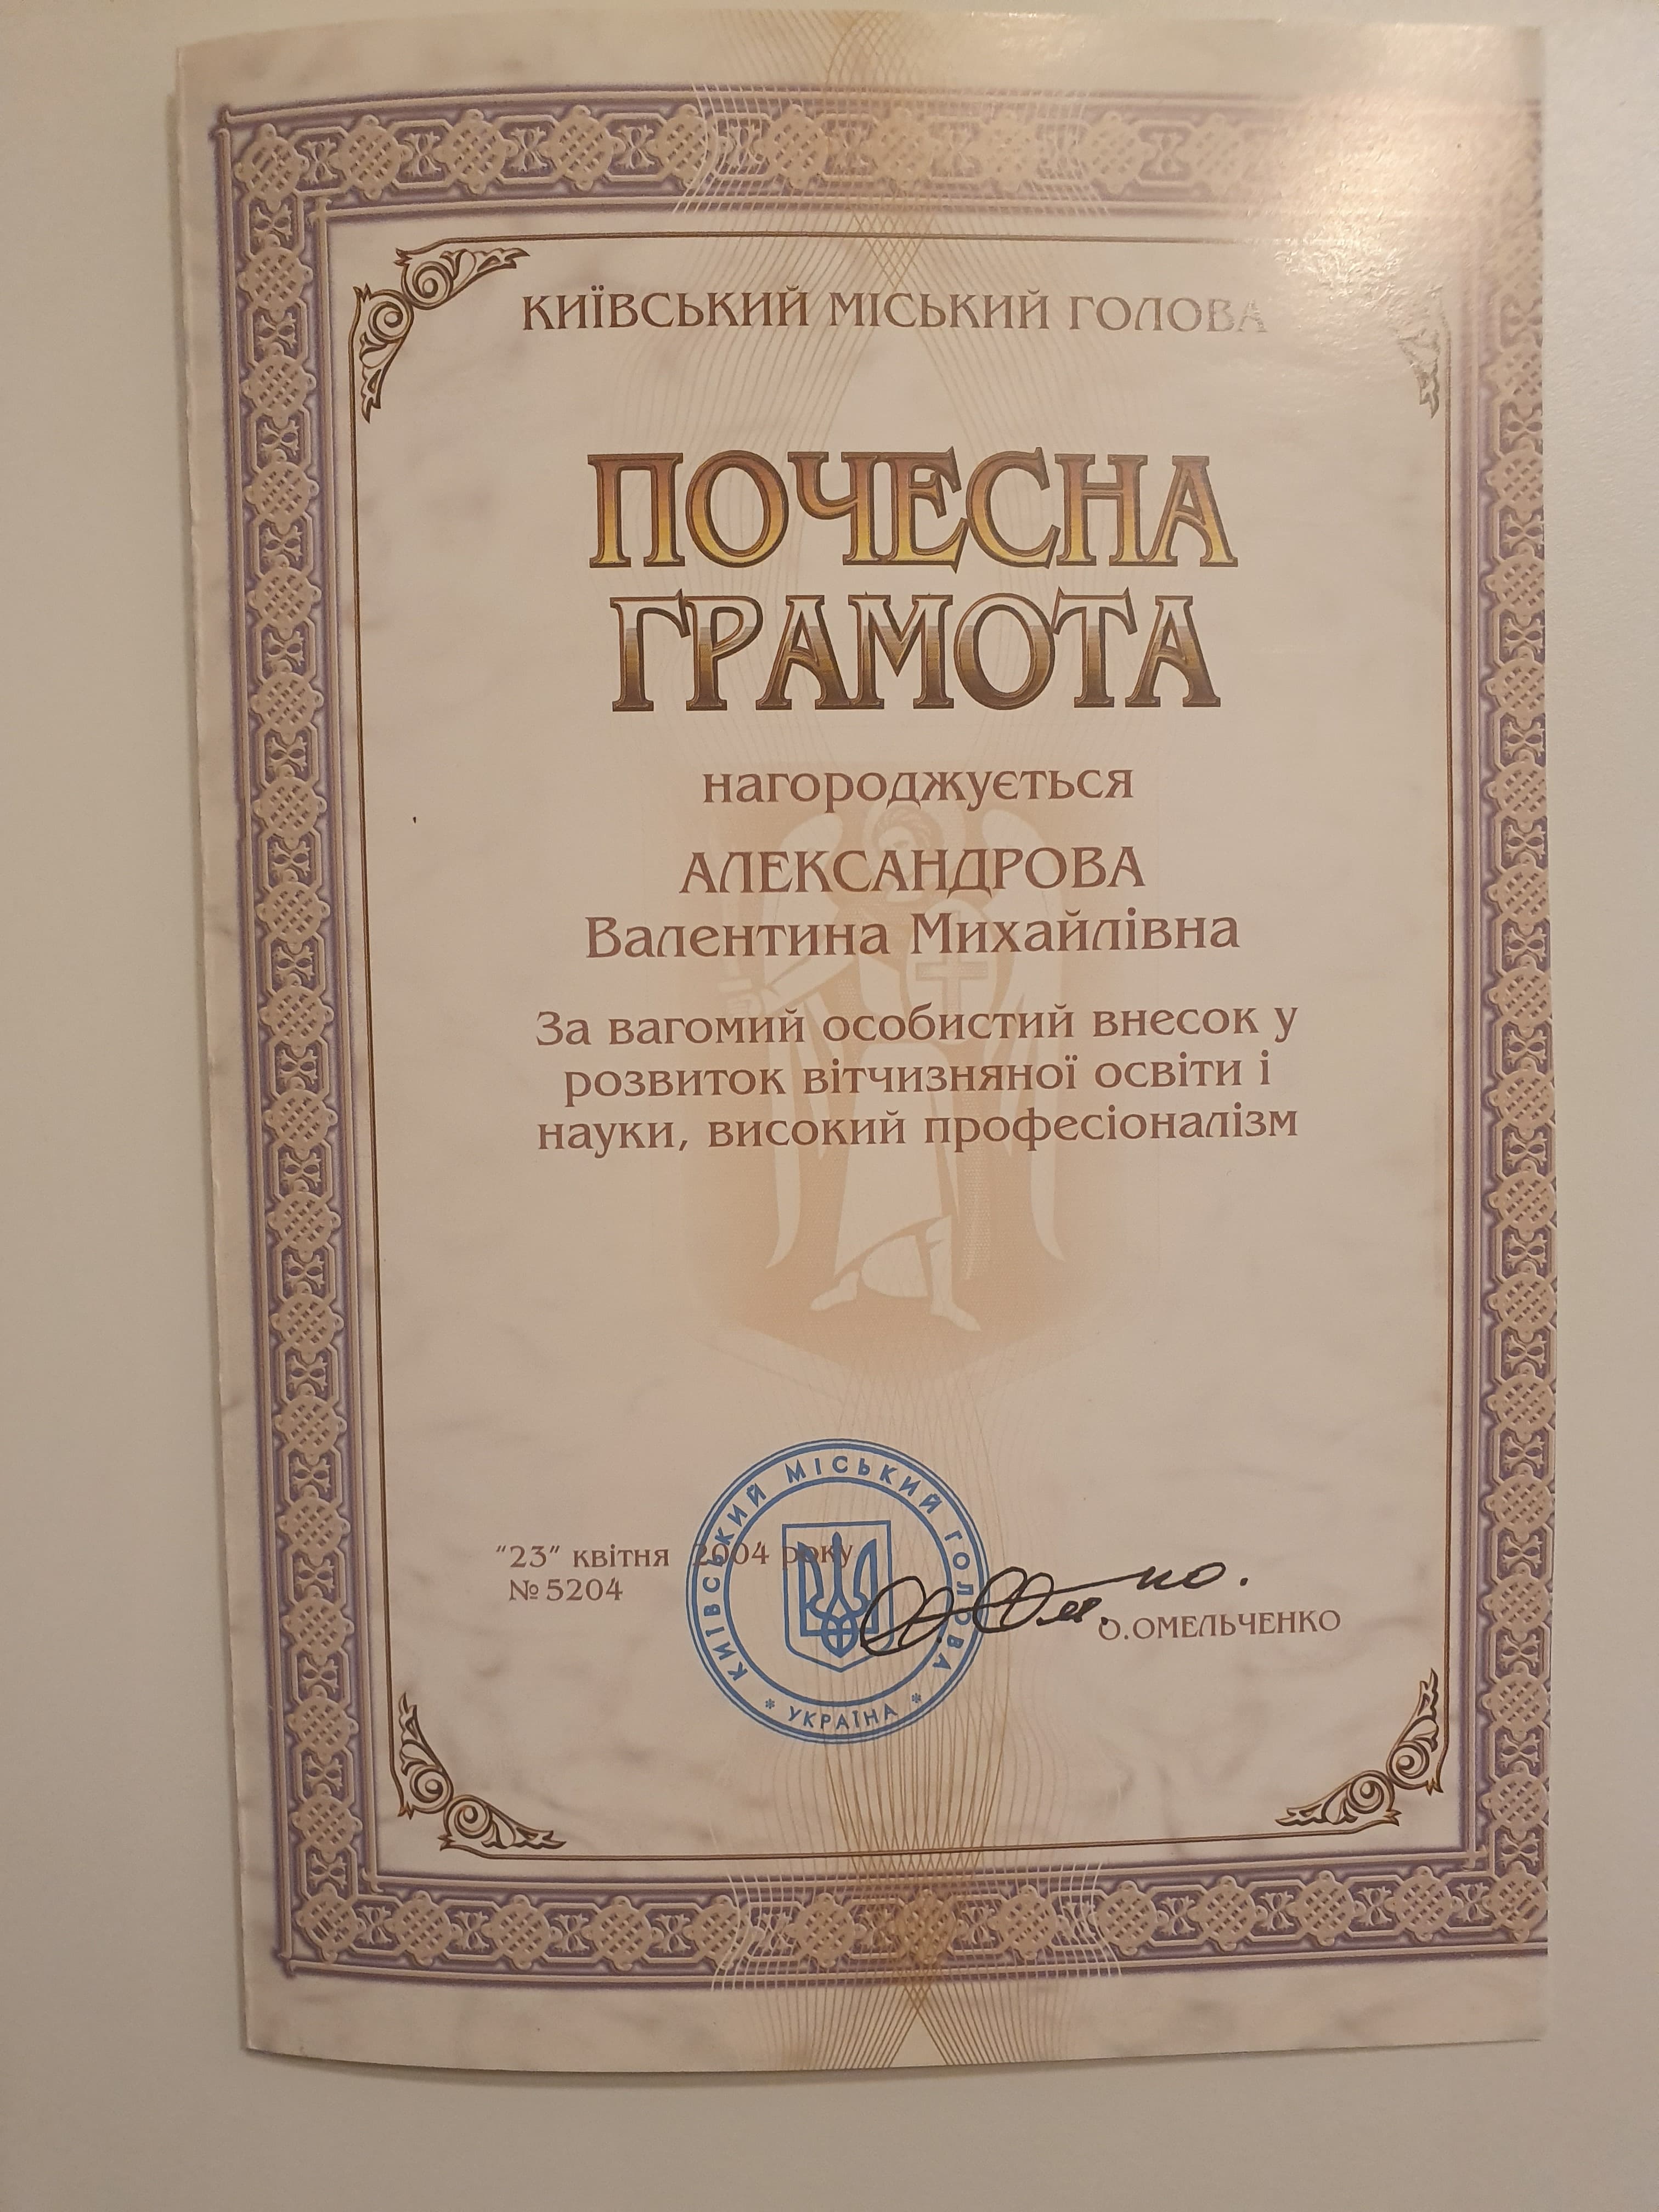 КИЇВСЬКИЙ МІСЬКИЙ ГОЛОВА
ПОЧЕСНА
ГРАМОТА
нагороджується
АЛЕКСАНДРОВА
Валентина Михайлівна
За вагомий особистий внесок у
розвиток вітчизняної освіти і
науки, високий професіоналізм
"23" квітня 2004 року
№ 5204
КИЇВСЬКИЙ МІСЬКИЙ ГОЛОВА
* УКРАЇНА *
О.ОМЕЛЬЧЕНКО